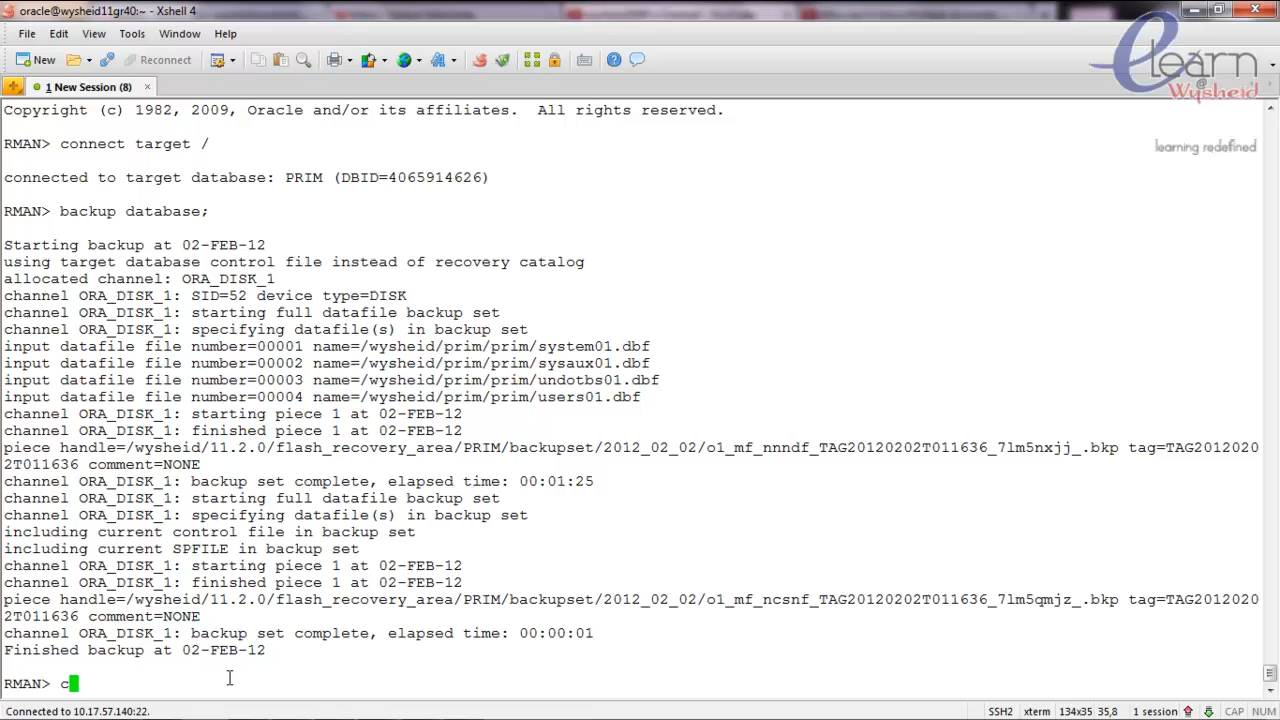 oracle@wysheid11gr40:~ - Xshell 4
File Edit View Tools Window Help
New Reconnect
1 New Session (8)
elearn
@
Wysheid
learning redefined
Copyright (c) 1982, 2009, Oracle and/or its affiliates.  All rights reserved.
RMAN> connect target /
connected to target database: PRIM (DBID=4065914626)
RMAN> backup database;
Starting backup at 02-FEB-12
using target database control file instead of recovery catalog
allocated channel: ORA_DISK_1
channel ORA_DISK_1: SID=52 device type=DISK
channel ORA_DISK_1: starting full datafile backup set
channel ORA_DISK_1: specifying datafile(s) in backup set
input datafile file number=00001 name=/wysheid/prim/prim/system01.dbf
input datafile file number=00002 name=/wysheid/prim/prim/sysaux01.dbf
input datafile file number=00003 name=/wysheid/prim/prim/undotbs01.dbf
input datafile file number=00004 name=/wysheid/prim/prim/users01.dbf
channel ORA_DISK_1: starting piece 1 at 02-FEB-12
channel ORA_DISK_1: finished piece 1 at 02-FEB-12
piece handle=/wysheid/11.2.0/flash_recovery_area/PRIM/backupset/2012_02_02/o1_mf_nnndf_TAG20120202T011636_7lm5nxjj_.bkp tag=TAG2012020
2T011636 comment=NONE
channel ORA_DISK_1: backup set complete, elapsed time: 00:01:25
channel ORA_DISK_1: starting full datafile backup set
channel ORA_DISK_1: specifying datafile(s) in backup set
including current control file in backup set
including current SPFILE in backup set
channel ORA_DISK_1: starting piece 1 at 02-FEB-12
channel ORA_DISK_1: finished piece 1 at 02-FEB-12
piece handle=/wysheid/11.2.0/flash_recovery_area/PRIM/backupset/2012_02_02/o1_mf_ncsnf_TAG20120202T011636_7lm5qmjz_.bkp tag=TAG2012020
2T011636 comment=NONE
channel ORA_DISK_1: backup set complete, elapsed time: 00:00:01
Finished backup at 02-FEB-12
RMAN> c
Connected to 10.17.57.140:22. SSH2 xterm 134x35 35,8 1 session CAP NUM